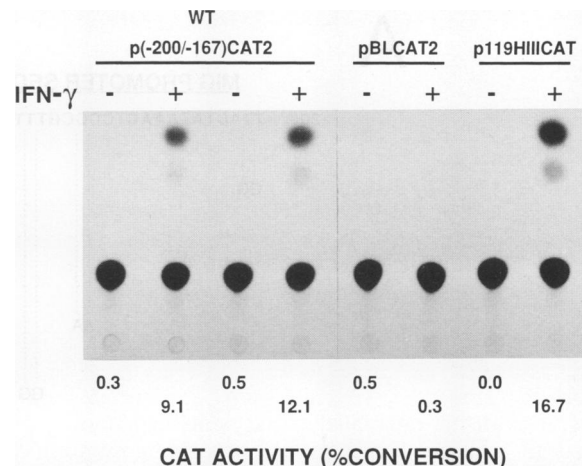 WT
p(-200/-167)CAT2 pBLCAT2 p119HIIICAT
IFN-γ - + - + - + - +
0.3 0.5 0.5 0.0
9.1 12.1 0.3 16.7
CAT ACTIVITY (%CONVERSION)